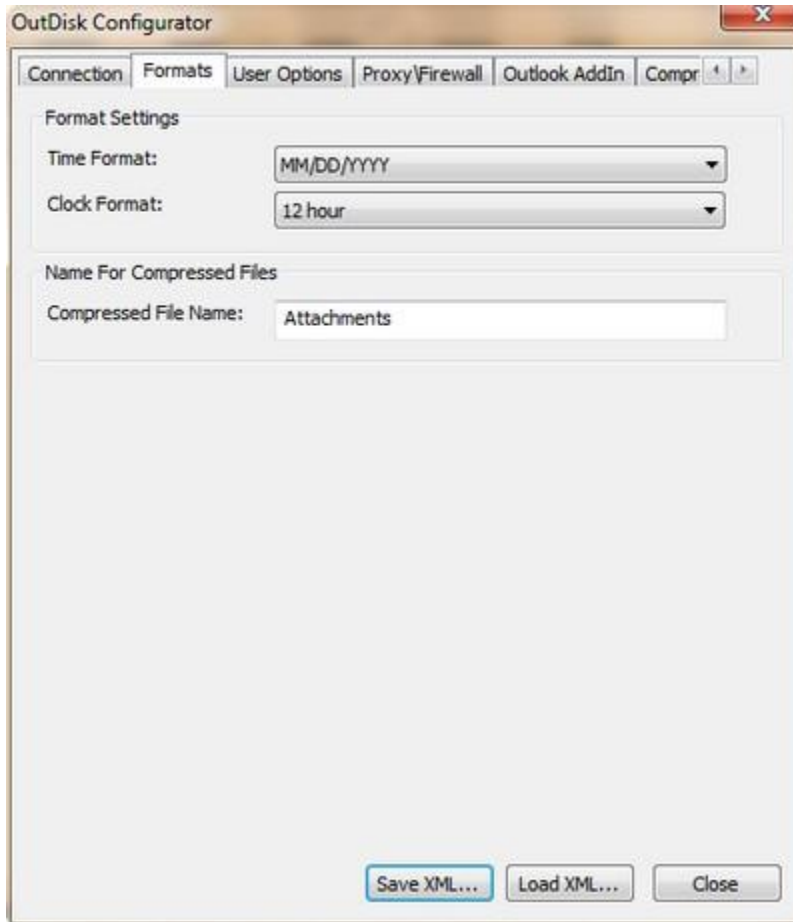 OutDisk Configurator
Connection Formats User Options Proxy\Firewall Outlook AddIn Compr
Format Settings
Time Format: MM/DD/YYYY
Clock Format: 12 hour
Name For Compressed Files
Compressed File Name: Attachments
Save XML... Load XML... Close